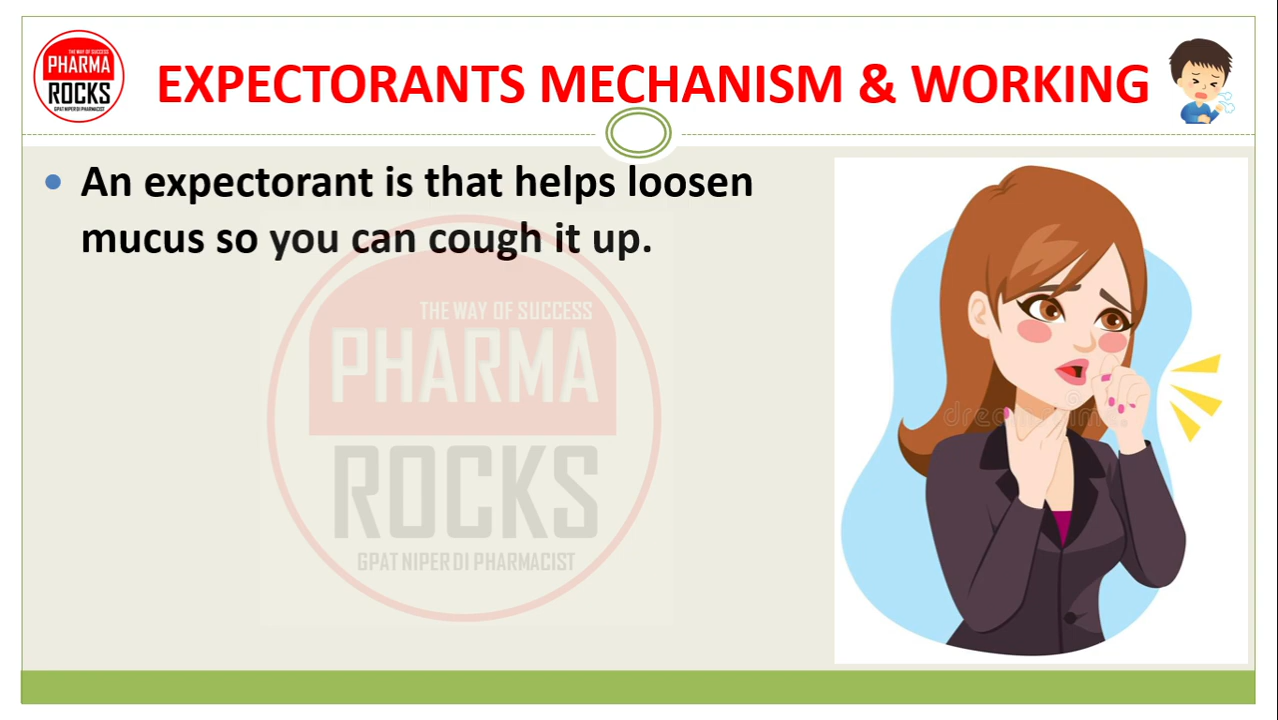 THE WAY OF SUCCESS
PHARMA
ROCKS
GPAT NIPER DI PHARMACIST
EXPECTORANTS MECHANISM & WORKING
• An expectorant is that helps loosen
mucus so you can cough it up.
THE WAY OF SUCCESS
PHARMA
ROCKS
GPAT NIPER DI PHARMACIST